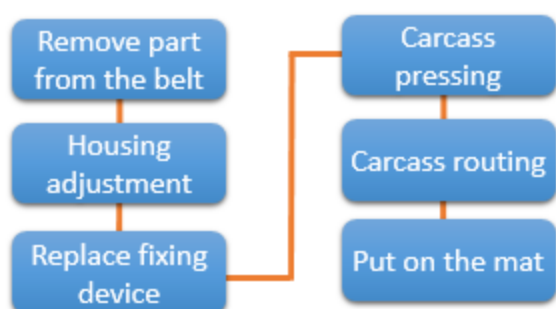 Remove part
from the belt
Housing
adjustment
Replace fixing
device
Carcass
pressing
Carcass routing
Put on the mat